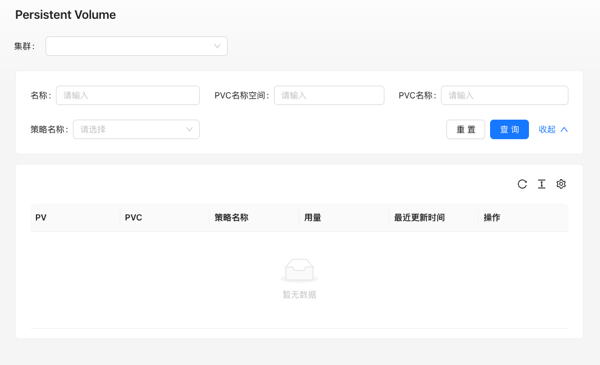 Persistent Volume
集群：
名称： 请输入 PVC名称空间： 请输入 PVC名称： 请输入
策略名称： 请选择 重 置 查 询 收起
PV PVC 策略名称 用量 最近更新时间 操作
暂无数据